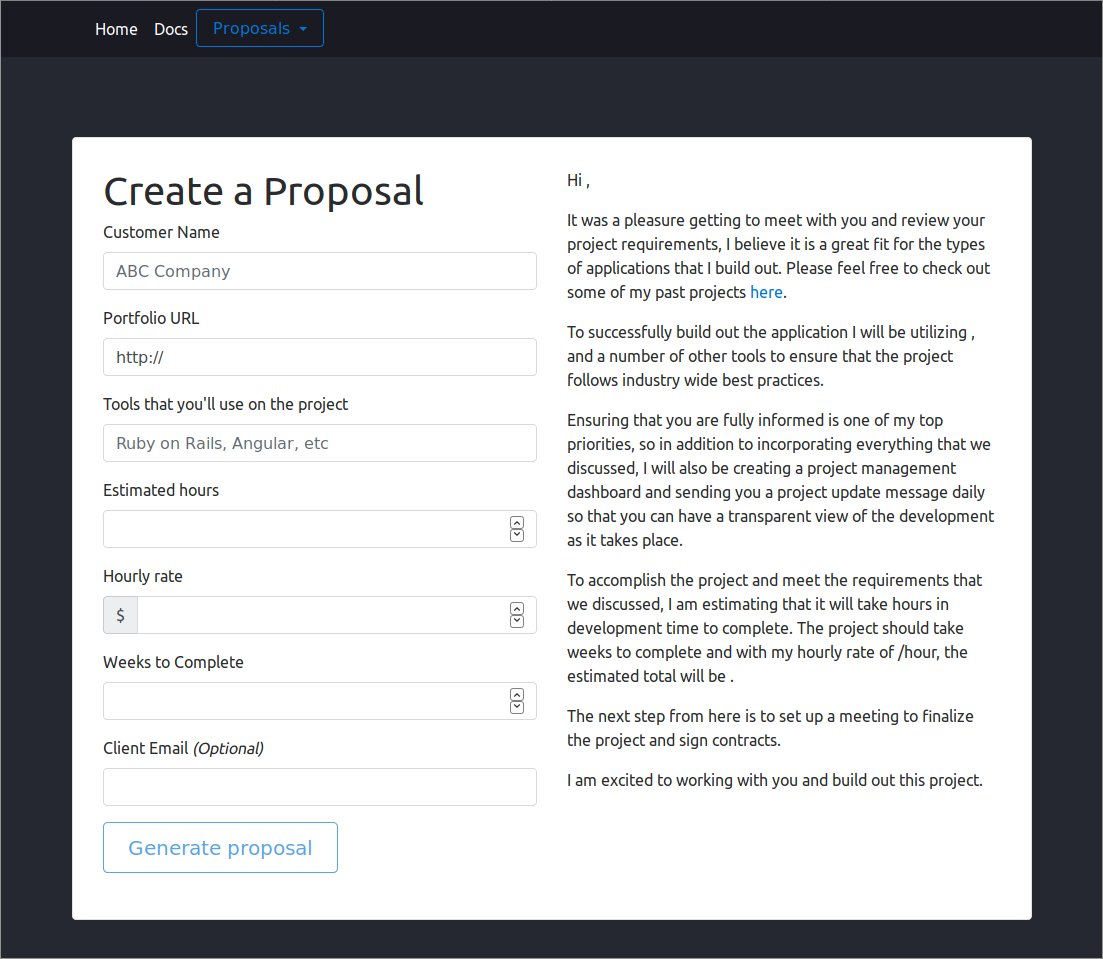 Home Docs Proposals
Create a Proposal
Customer Name
ABC Company
Portfolio URL
http://
Tools that you'll use on the project
Ruby on Rails, Angular, etc
Estimated hours
Hourly rate
$
Weeks to Complete
Client Email (Optional)
Generate proposal
Hi ,
It was a pleasure getting to meet with you and review your
project requirements, I believe it is a great fit for the types
of applications that I build out. Please feel free to check out
some of my past projects here.
To successfully build out the application I will be utilizing ,
and a number of other tools to ensure that the project
follows industry wide best practices.
Ensuring that you are fully informed is one of my top
priorities, so in addition to incorporating everything that we
discussed, I will also be creating a project management
dashboard and sending you a project update message daily
so that you can have a transparent view of the development
as it takes place.
To accomplish the project and meet the requirements that
we discussed, I am estimating that it will take hours in
development time to complete. The project should take
weeks to complete and with my hourly rate of /hour, the
estimated total will be .
The next step from here is to set up a meeting to finalize
the project and sign contracts.
I am excited to working with you and build out this project.